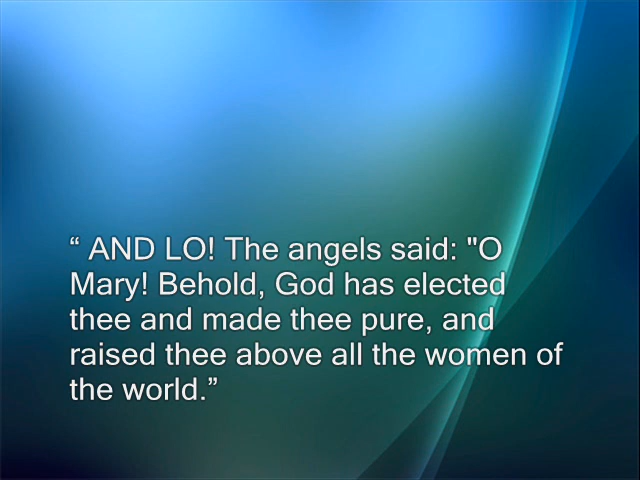 “ AND LO! The angels said: "O
Mary! Behold, God has elected
thee and made thee pure, and
raised thee above all the women of
the world.”